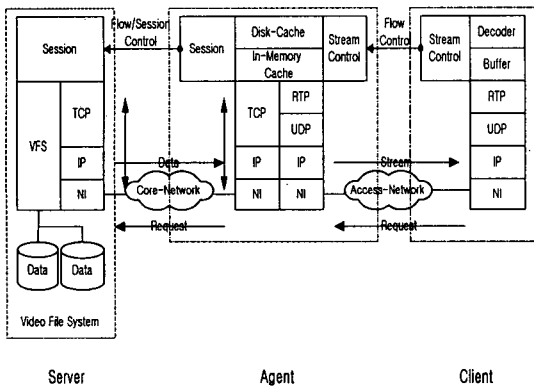 Flow/Session
Control
Flow
Control
Session
VFS
TCP
IP
NI
Data
Data
Video File System
Data
Core-Network
Request
Session
Disk-Cache
In-Memory
Cache
Stream
Control
TCP
RTP
UDP
IP
IP
NI
NI
Stream
Access-Network
Request
Stream
Control
Decoder
Buffer
RTP
UDP
IP
NI
Server
Agent
Client